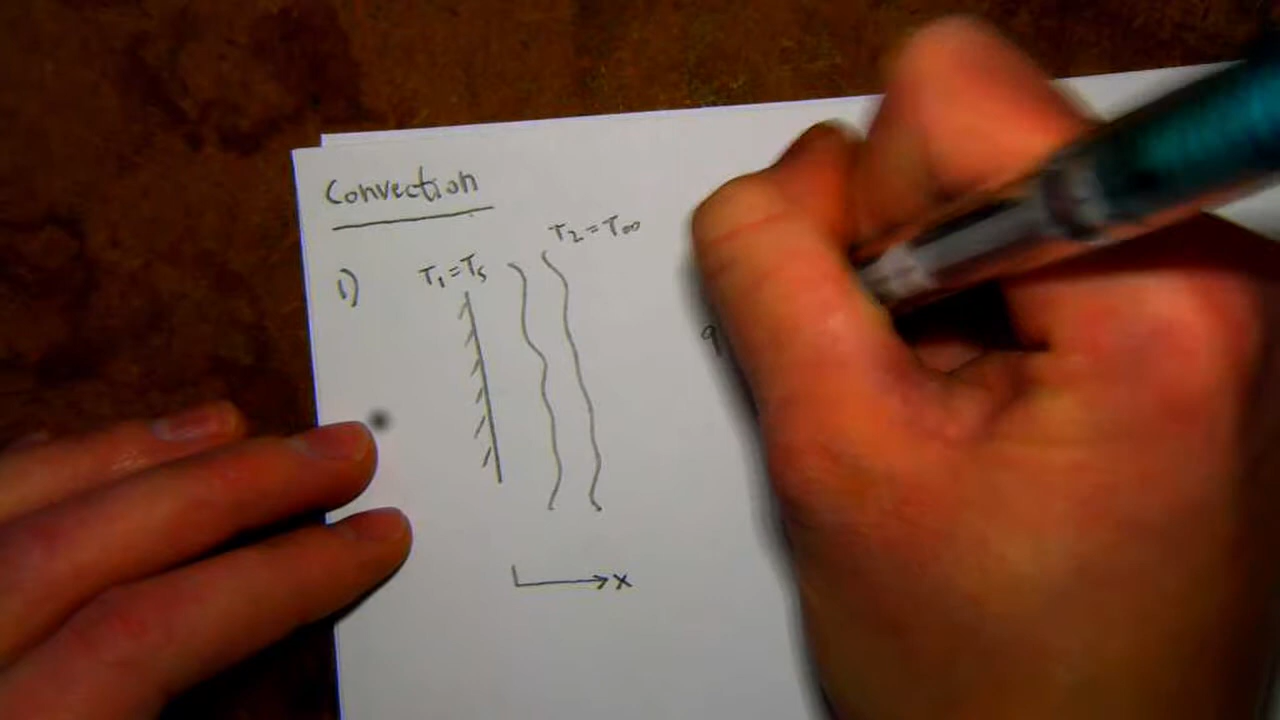 Convection
T₂ = T∞
1) T₁ = Tₛ
q
x